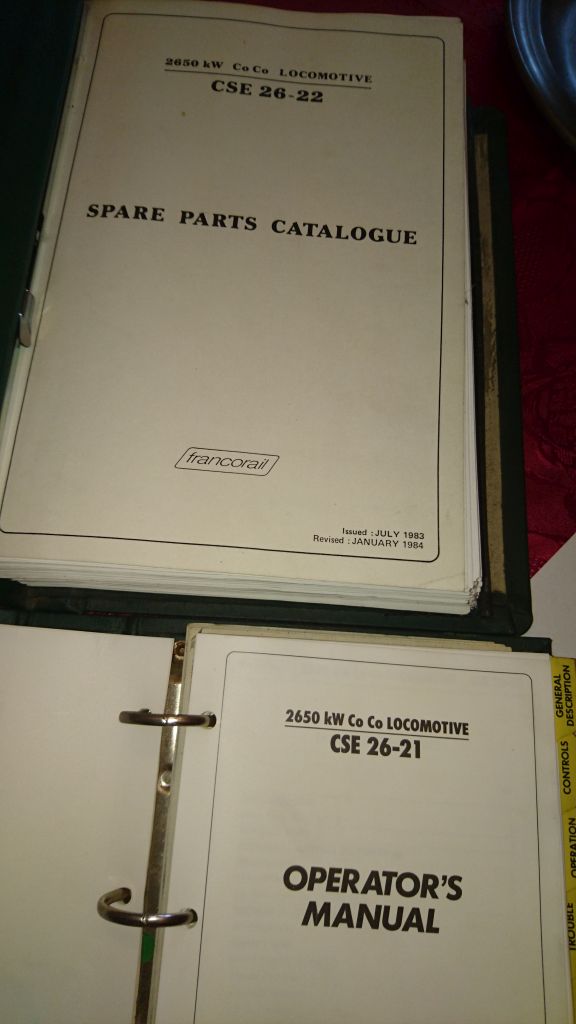 2650 kW Co Co LOCOMOTIVE
CSE 26-22
SPARE PARTS CATALOGUE
francorail
Issued : JULY 1983
Revised : JANUARY 1984
2650 kW Co Co LOCOMOTIVE
CSE 26-21
OPERATOR'S
MANUAL
GENERAL
DESCRIPTION
CONTROLS
OPERATION
TROUBLE